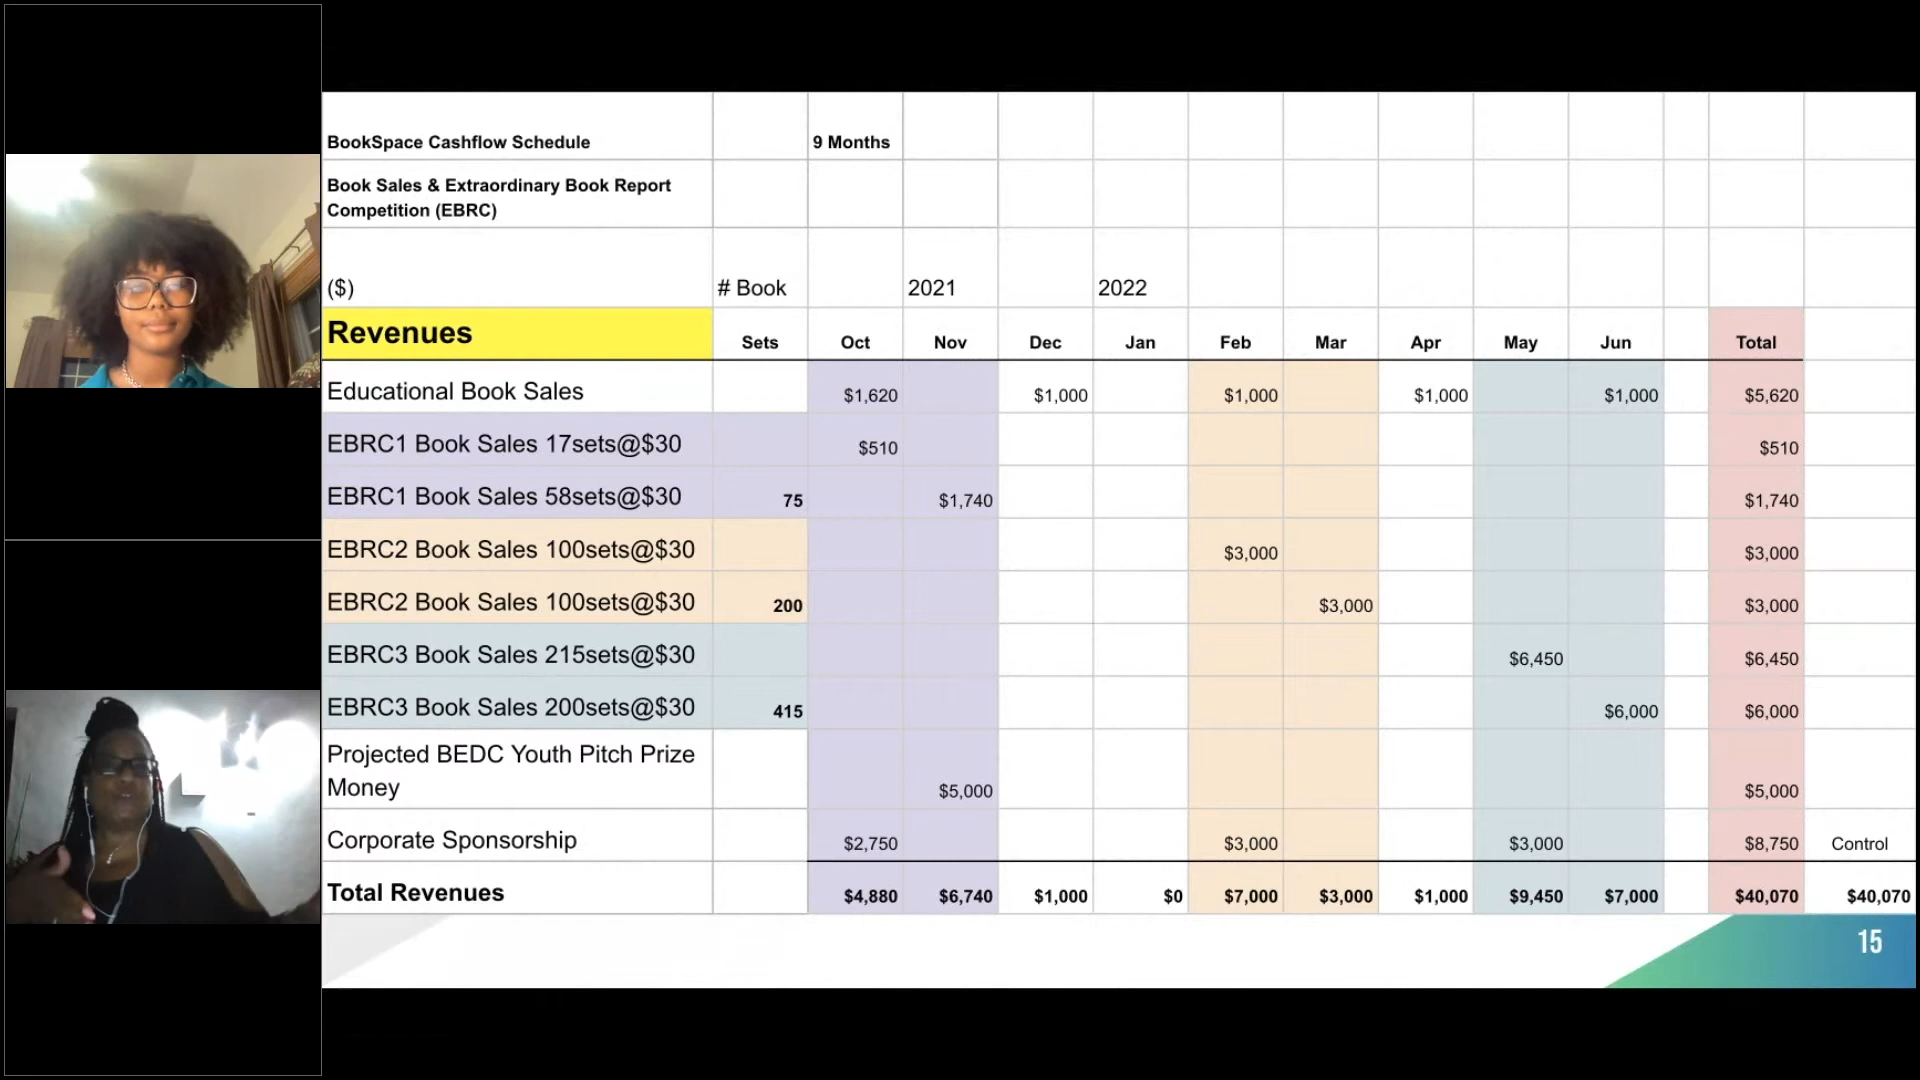 BookSpace Cashflow Schedule 9 Months
Book Sales & Extraordinary Book Report
Competition (EBRC)
($) # Book 2021 2022
Revenues Sets Oct Nov Dec Jan Feb Mar Apr May Jun Total
Educational Book Sales $1,620 $1,000 $1,000 $1,000 $1,000 $5,620
EBRC1 Book Sales 17sets@$30 $510 $510
EBRC1 Book Sales 58sets@$30 75 $1,740 $1,740
EBRC2 Book Sales 100sets@$30 $3,000 $3,000
EBRC2 Book Sales 100sets@$30 200 $3,000 $3,000
EBRC3 Book Sales 215sets@$30 $6,450 $6,450
EBRC3 Book Sales 200sets@$30 415 $6,000 $6,000
Projected BEDC Youth Pitch Prize
Money $5,000 $5,000
Corporate Sponsorship $2,750 $3,000 $3,000 $8,750 Control
Total Revenues $4,880 $6,740 $1,000 $0 $7,000 $3,000 $1,000 $9,450 $7,000 $40,070 $40,070
15